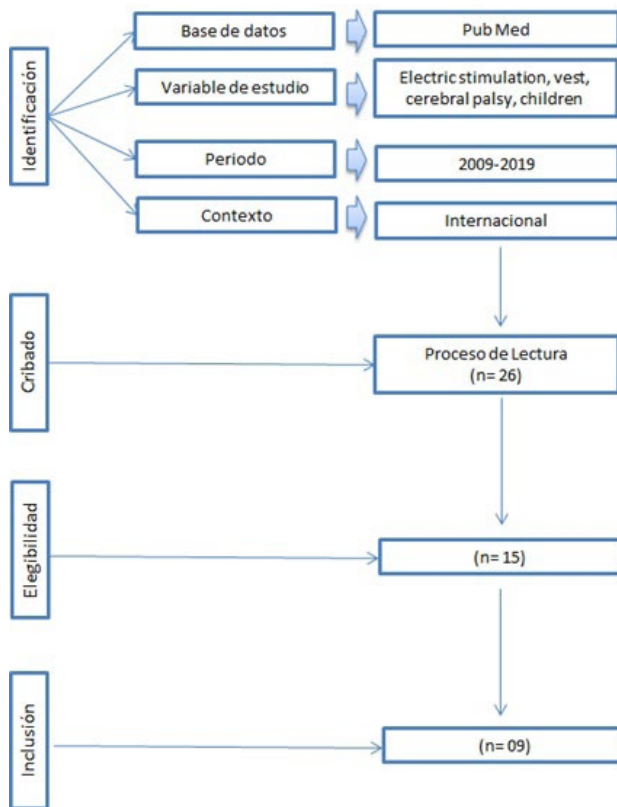 Identificación
Base de datos
Pub Med
Variable de estudio
Electric stimulation, vest,
cerebral palsy, children
Periodo
2009-2019
Contexto
Internacional
Cribado
Proceso de Lectura
(n= 26)
Elegibilidad
(n= 15)
Inclusión
(n= 09)